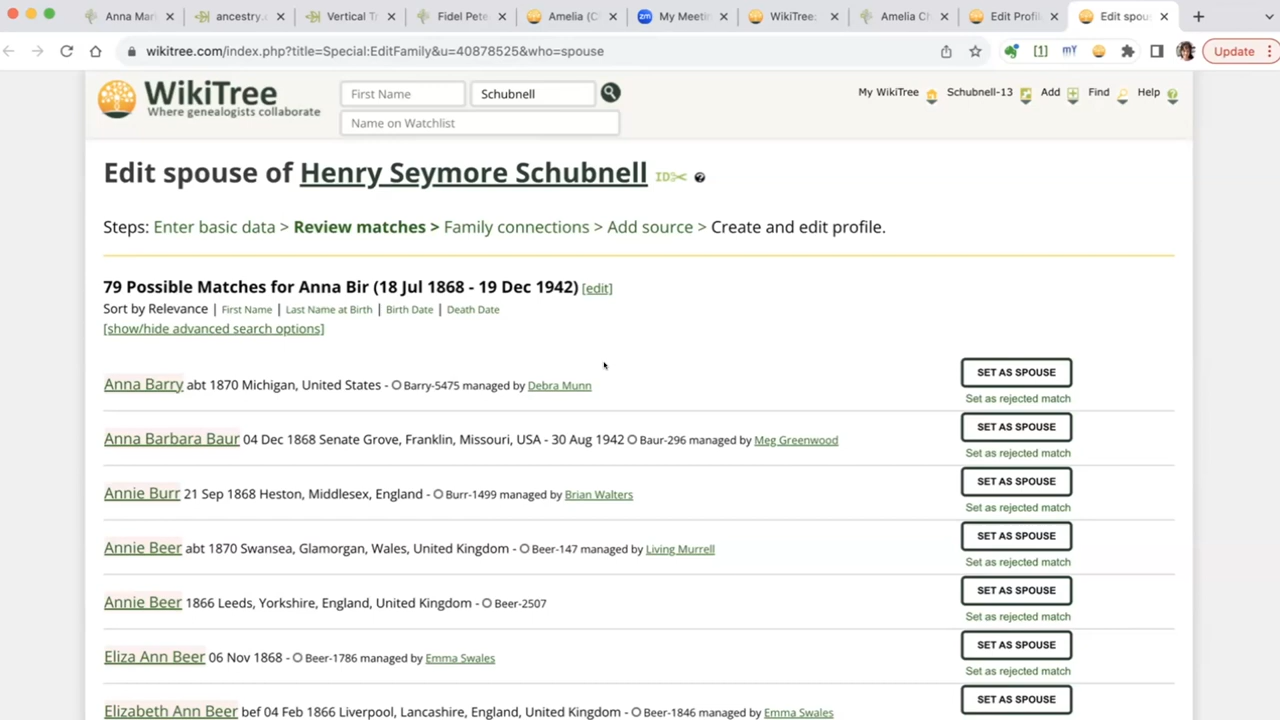 Anna Mar
ancestry.c
Vertical Tr
Fidel Pete
Amelia (C
My Meeti
WikiTree:
Amelia Ch
Edit Profil
Edit spou
wikitree.com/index.php?title=Special:EditFamily&u=40878525&who=spouse
[1]
mY
Update
WikiTree
Where genealogists collaborate
First Name
Schubnell
Name on Watchlist
My WikiTree
Schubnell-13
Add
Find
Help
Edit spouse of Henry Seymore Schubnell ID
Steps: Enter basic data > Review matches > Family connections > Add source > Create and edit profile.
79 Possible Matches for Anna Bir (18 Jul 1868 - 19 Dec 1942) [edit]
Sort by Relevance | First Name | Last Name at Birth | Birth Date | Death Date
[show/hide advanced search options]
Anna Barry abt 1870 Michigan, United States - Barry-5475 managed by Debra Munn
SET AS SPOUSE
Set as rejected match
Anna Barbara Baur 04 Dec 1868 Senate Grove, Franklin, Missouri, USA - 30 Aug 1942 Baur-296 managed by Meg Greenwood
SET AS SPOUSE
Set as rejected match
Annie Burr 21 Sep 1868 Heston, Middlesex, England - Burr-1499 managed by Brian Walters
SET AS SPOUSE
Set as rejected match
Annie Beer abt 1870 Swansea, Glamorgan, Wales, United Kingdom - Beer-147 managed by Living Murrell
SET AS SPOUSE
Set as rejected match
Annie Beer 1866 Leeds, Yorkshire, England, United Kingdom - Beer-2507
SET AS SPOUSE
Set as rejected match
Eliza Ann Beer 06 Nov 1868 - Beer-1786 managed by Emma Swales
SET AS SPOUSE
Set as rejected match
Elizabeth Ann Beer bef 04 Feb 1866 Liverpool, Lancashire, England, United Kingdom - Beer-1846 managed by Emma Swales
SET AS SPOUSE